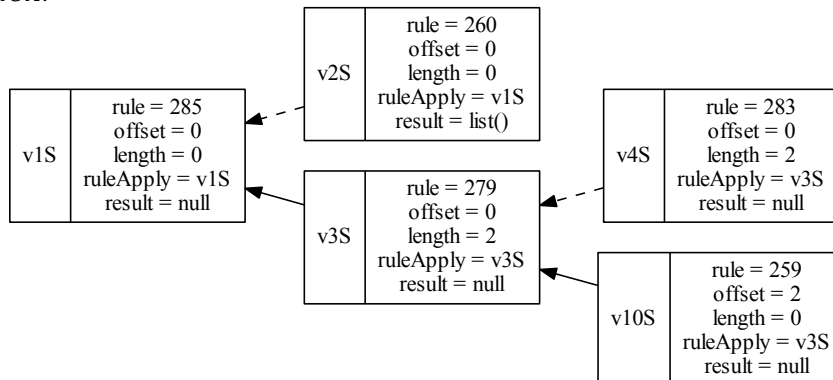 v1S
rule = 285
offset = 0
length = 0
ruleApply = v1S
result = null
v2S
rule = 260
offset = 0
length = 0
ruleApply = v1S
result = list()
v3S
rule = 279
offset = 0
length = 2
ruleApply = v3S
result = null
v4S
rule = 283
offset = 0
length = 2
ruleApply = v3S
result = null
v10S
rule = 259
offset = 2
length = 0
ruleApply = v3S
result = null